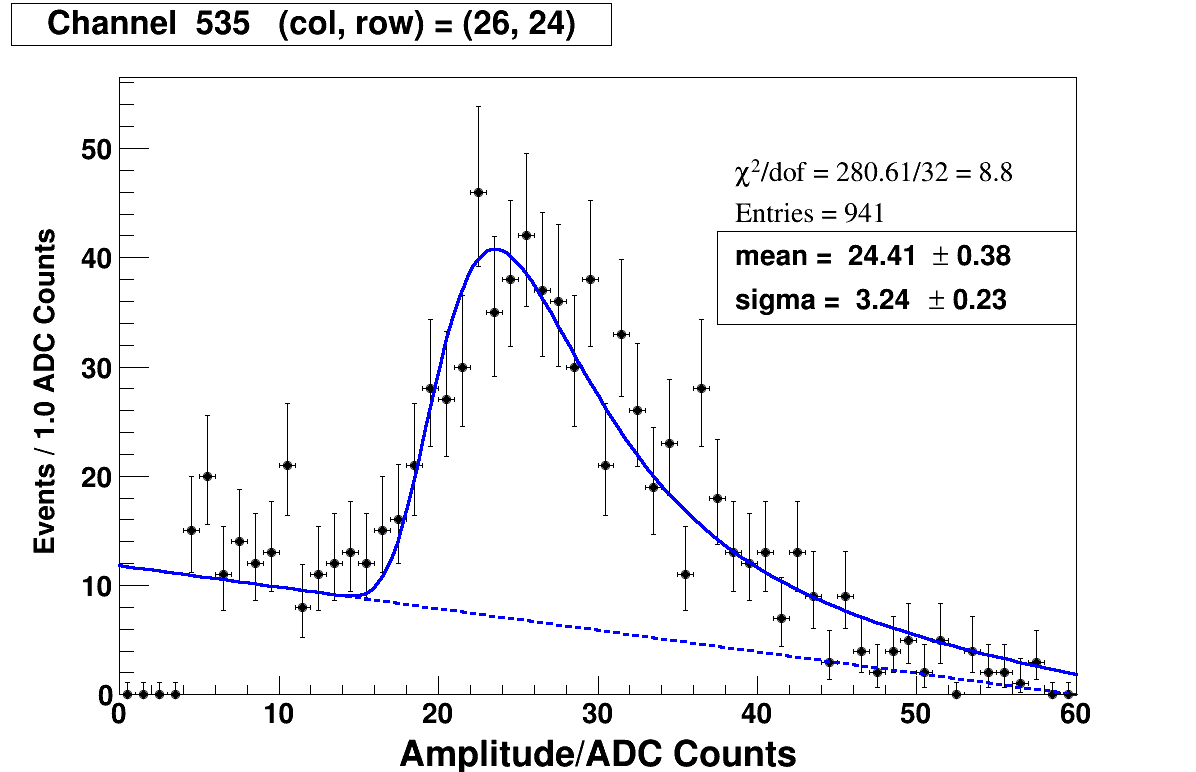 Channel 535 (col, row) = (26, 24)
Events / 1.0 ADC Counts
50
40
30
20
10
0
χ²/dof = 280.61/32 = 8.8
Entries = 941
mean = 24.41 ± 0.38
sigma = 3.24 ± 0.23
0 10 20 30 40 50 60
Amplitude/ADC Counts